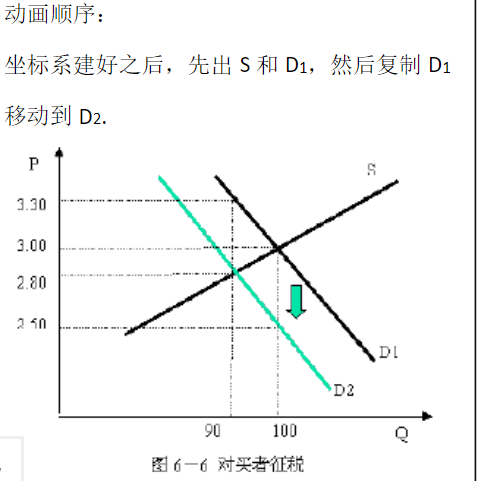 动画顺序：
坐标系建好之后，先出 S 和 D1，然后复制 D1
移动到 D2.
P
S
3.30
3.00
2.80
2.50
D1
D2
90
100
Q
图 6－6 对买者征税